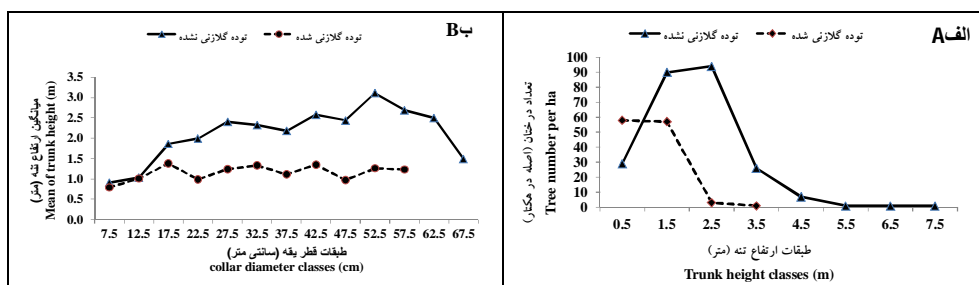 بB
توده گلازنی نشده
توده گلازنی شده
میانگین ارتفاع تنه (متر)
Mean of trunk height (m)
3.5
3.0
2.5
2.0
1.5
1.0
0.5
0.0
7.5 12.5 17.5 22.5 27.5 32.5 37.5 42.5 47.5 52.5 57.5 62.5 67.5
طبقات قطر یقه (سانتی متر)
collar diameter classes (cm)
الفA
توده گلازنی نشده
توده گلازنی شده
تعداد درختان (اصله در هکتار)
Tree number per ha
100
90
80
70
60
50
40
30
20
10
0
0.5 1.5 2.5 3.5 4.5 5.5 6.5 7.5
طبقات ارتفاع تنه (متر)
Trunk height classes (m)